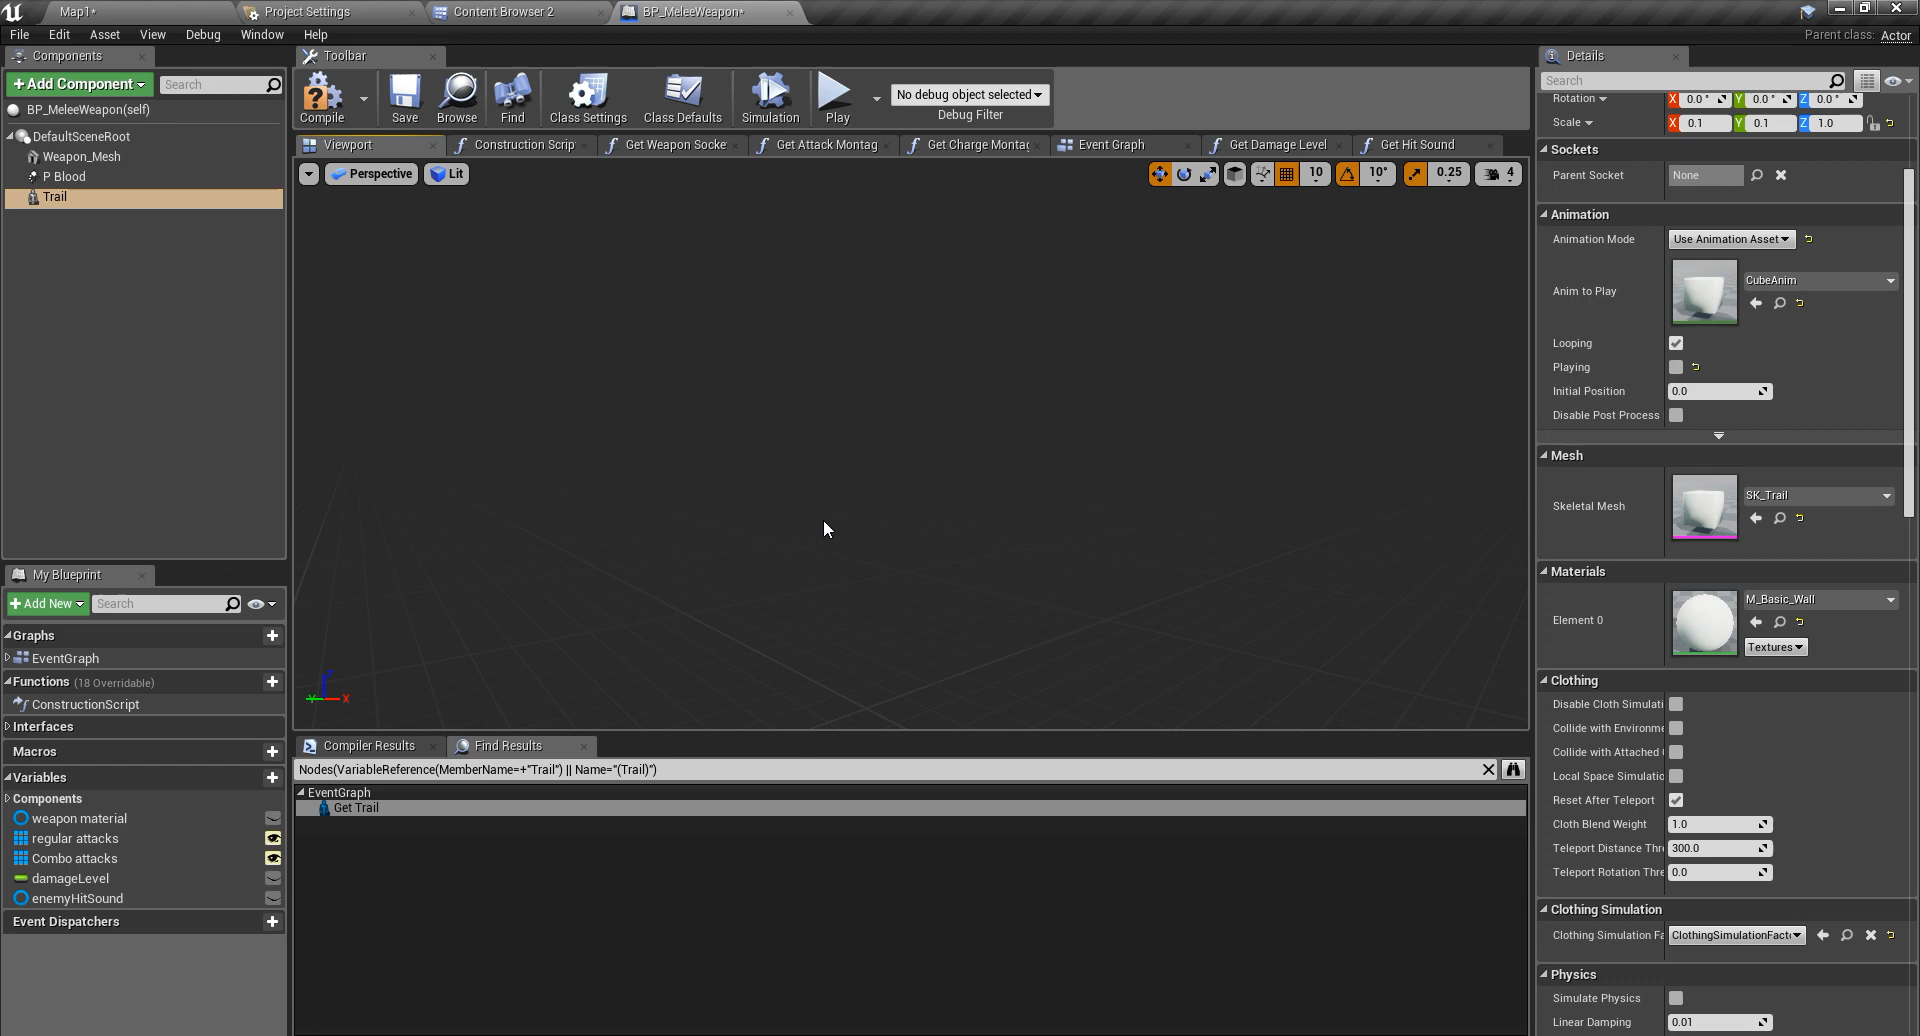 Map1*
Project Settings
Content Browser 2
BP_MeleeWeapon*
File Edit Asset View Debug Window Help
Parent class: Actor
Components
+ Add Component
Search
BP_MeleeWeapon(self)
DefaultSceneRoot
Weapon_Mesh
P Blood
Trail
My Blueprint
+ Add New
Search
Graphs
EventGraph
Functions (18 Overridable)
ConstructionScript
Interfaces
Macros
Variables
Components
weapon material
regular attacks
Combo attacks
damageLevel
enemyHitSound
Event Dispatchers
Toolbar
Compile
Save
Browse
Find
Class Settings
Class Defaults
Simulation
Play
No debug object selected
Debug Filter
Viewport
Construction Scrip
Get Weapon Socke
Get Attack Montag
Get Charge Montag
Event Graph
Get Damage Level
Get Hit Sound
Perspective
Lit
10
10°
0.25
4
Y X
Compiler Results
Find Results
Nodes(VariableReference(MemberName=+"Trail") || Name="(Trail)")
EventGraph
Get Trail
Details
Search
Rotation X 0.0 ° Y 0.0 ° Z 0.0 °
Scale X 0.1 Y 0.1 Z 1.0
Sockets
Parent Socket None
Animation
Animation Mode Use Animation Asset
Anim to Play CubeAnim
Looping
Playing
Initial Position 0.0
Disable Post Process
Mesh
Skeletal Mesh SK_Trail
Materials
Element 0 M_Basic_Wall
Textures
Clothing
Disable Cloth Simulati
Collide with Environme
Collide with Attached
Local Space Simulatio
Reset After Teleport
Cloth Blend Weight 1.0
Teleport Distance Thre 300.0
Teleport Rotation Thre 0.0
Clothing Simulation
Clothing Simulation Fa ClothingSimulationFact
Physics
Simulate Physics
Linear Damping 0.01